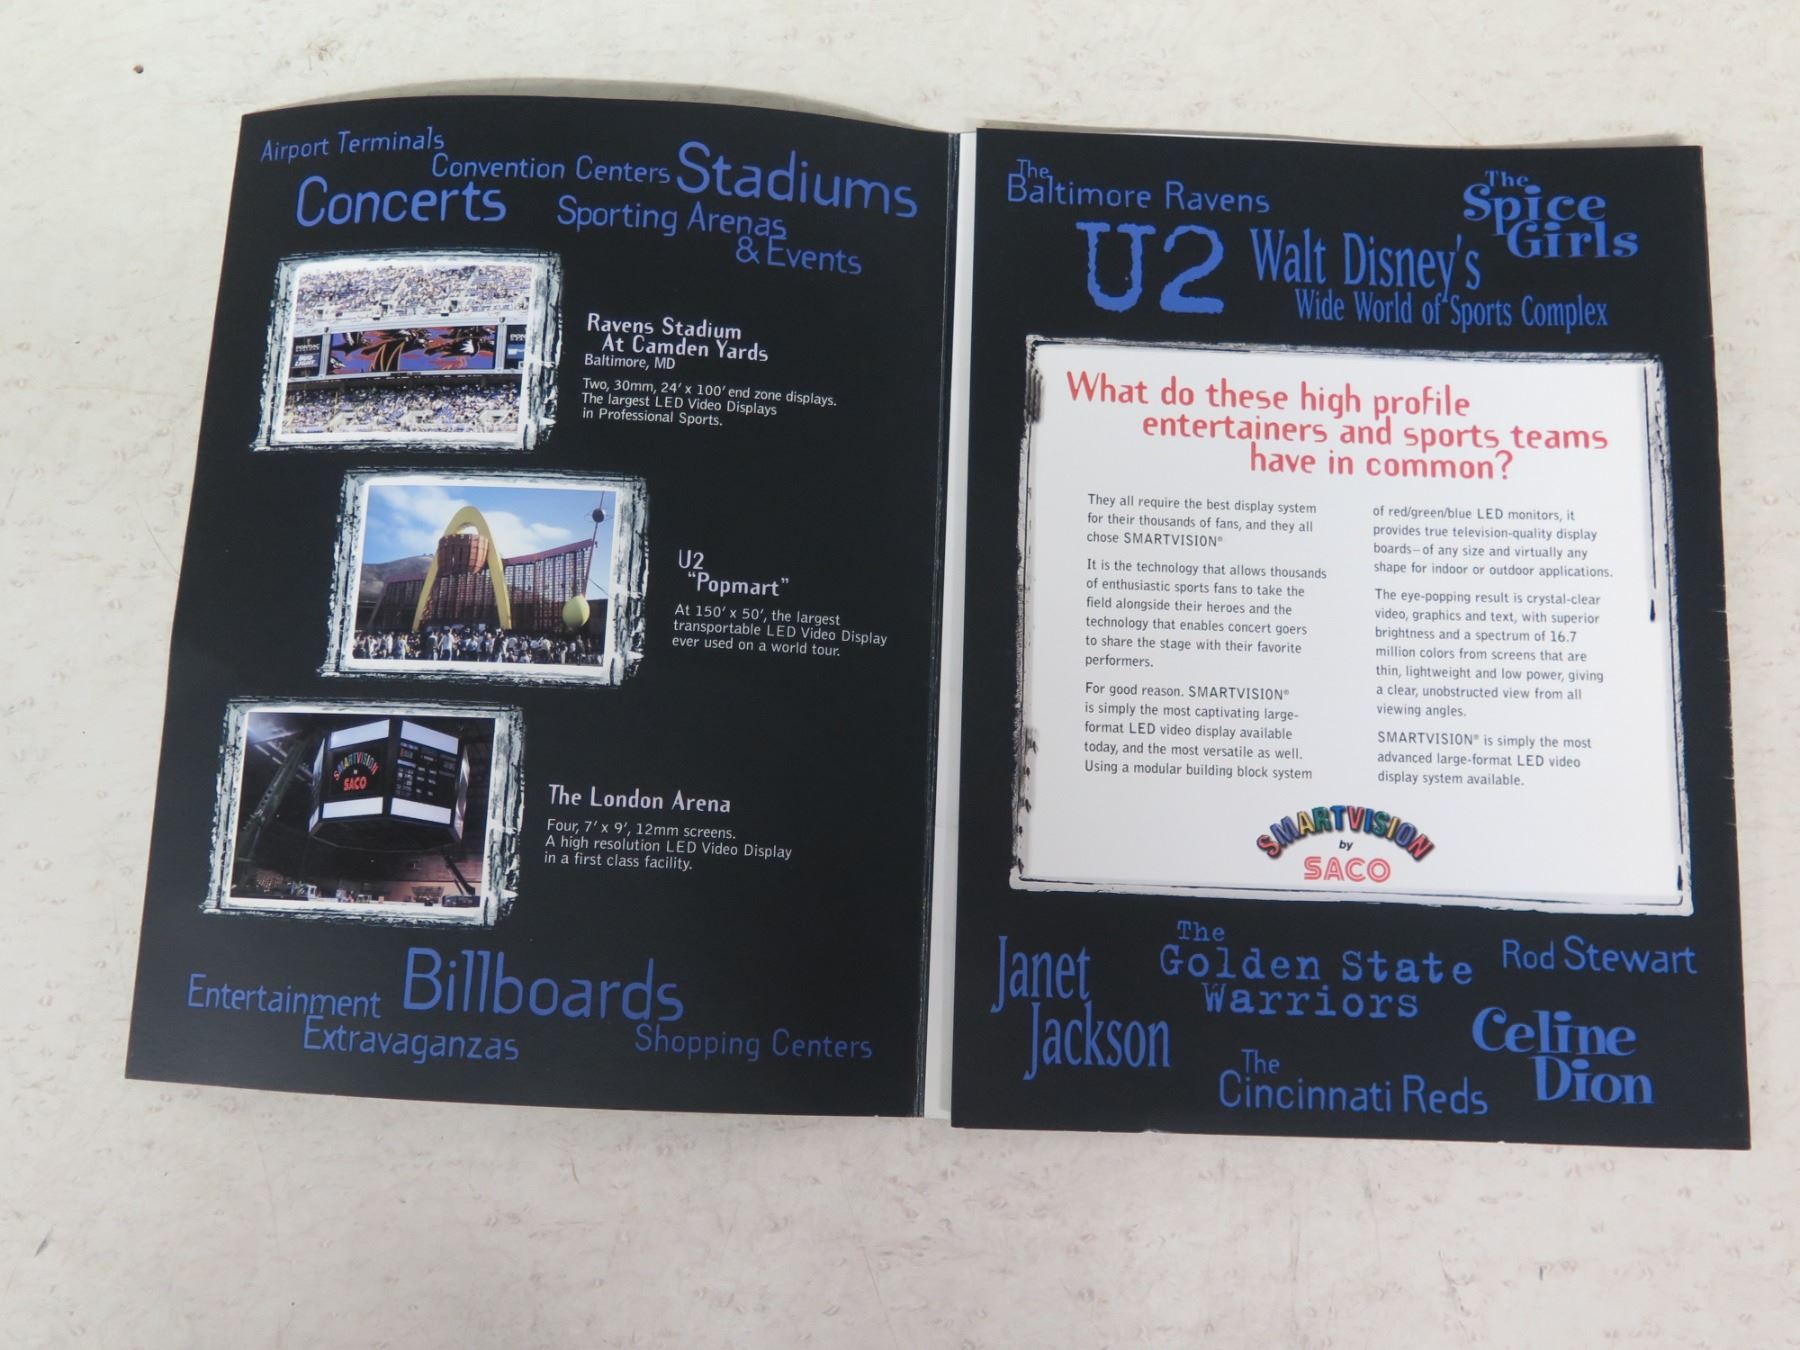 Airport Terminals
Convention Centers
Stadiums
Concerts
Sporting Arenas
& Events
Ravens Stadium
At Camden Yards
Baltimore, MD
Two, 30mm, 24' x 100' end zone displays.
The largest LED Video Displays
in Professional Sports.
BUD
LIGHT
U2
"Popmart"
At 150' x 50', the largest
transportable LED Video Display
ever used on a world tour.
SMARTVISION
by
SACO
The London Arena
Four, 7' x 9', 12mm screens.
A high resolution LED Video Display
in a first class facility.
Billboards
Entertainment
Extravaganzas
Shopping Centers
The
Baltimore Ravens
The
Spice
Girls
U2
Walt Disney's
Wide World of Sports Complex
What do these high profile
entertainers and sports teams
have in common?
They all require the best display system
for their thousands of fans, and they all
chose SMARTVISION®
It is the technology that allows thousands
of enthusiastic sports fans to take the
field alongside their heroes and the
technology that enables concert goers
to share the stage with their favorite
performers.
For good reason. SMARTVISION®
is simply the most captivating large-
format LED video display available
today, and the most versatile as well.
Using a modular building block system
of red/green/blue LED monitors, it
provides true television-quality display
boards–of any size and virtually any
shape for indoor or outdoor applications.
The eye-popping result is crystal-clear
video, graphics and text, with superior
brightness and a spectrum of 16.7
million colors from screens that are
thin, lightweight and low power, giving
a clear, unobstructed view from all
viewing angles.
SMARTVISION® is simply the most
advanced large-format LED video
display system available.
SMARTVISION
by
SACO
Janet
Jackson
The
Golden State
Warriors
Rod Stewart
Celine
Dion
The
Cincinnati Reds